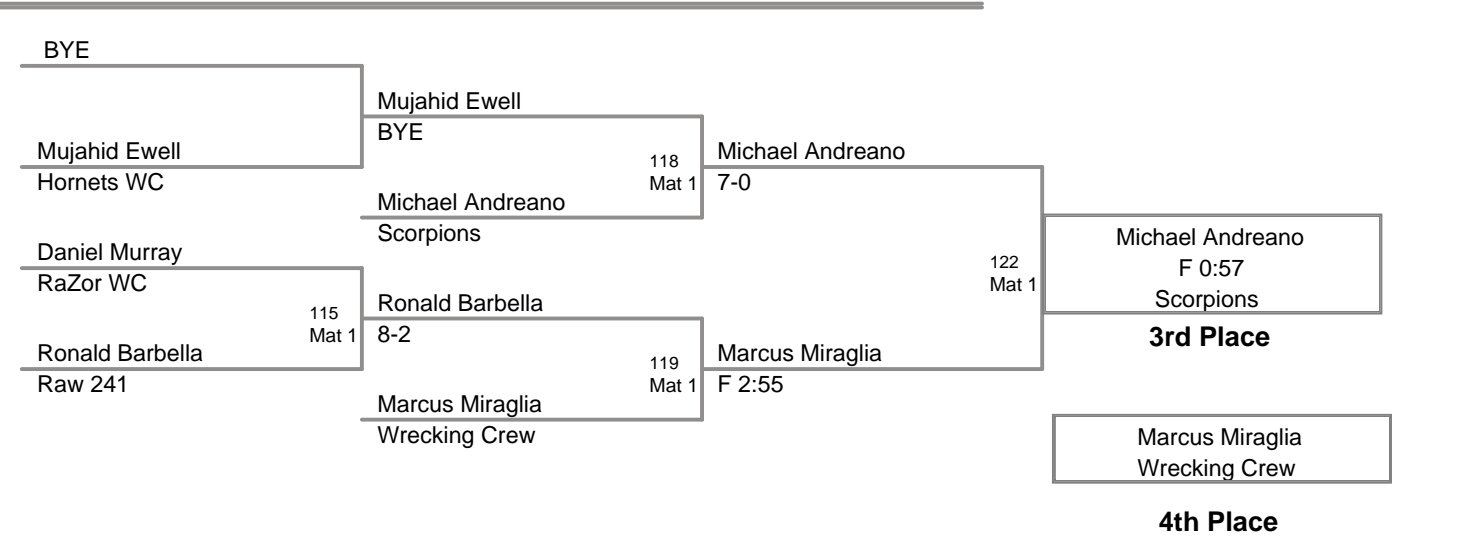 BYE
Mujahid Ewell
Hornets WC
Daniel Murray
RaZor WC
115
Mat 1
Ronald Barbella
Raw 241
Mujahid Ewell
BYE
118
Mat 1
Michael Andreano
Scorpions
Ronald Barbella
8-2
119
Mat 1
Marcus Miraglia
Wrecking Crew
Michael Andreano
7-0
122
Mat 1
Marcus Miraglia
F 2:55
Michael Andreano
F 0:57
Scorpions
3rd Place
Marcus Miraglia
Wrecking Crew
4th Place